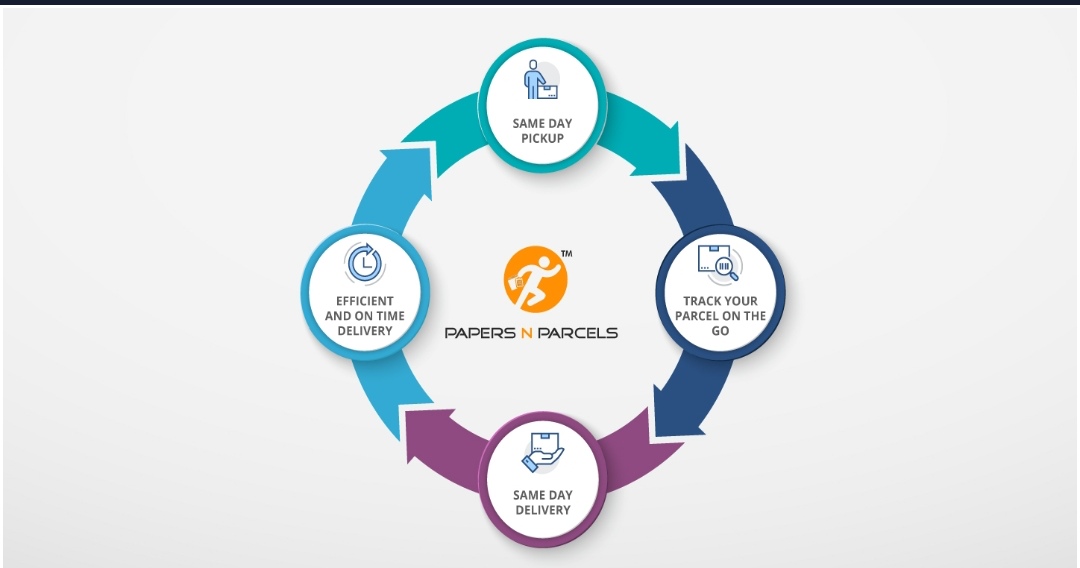 SAME DAY
PICKUP
TRACK YOUR
PARCEL ON THE
GO
SAME DAY
DELIVERY
EFFICIENT
AND ON TIME
DELIVERY
TM
PAPERS N PARCELS